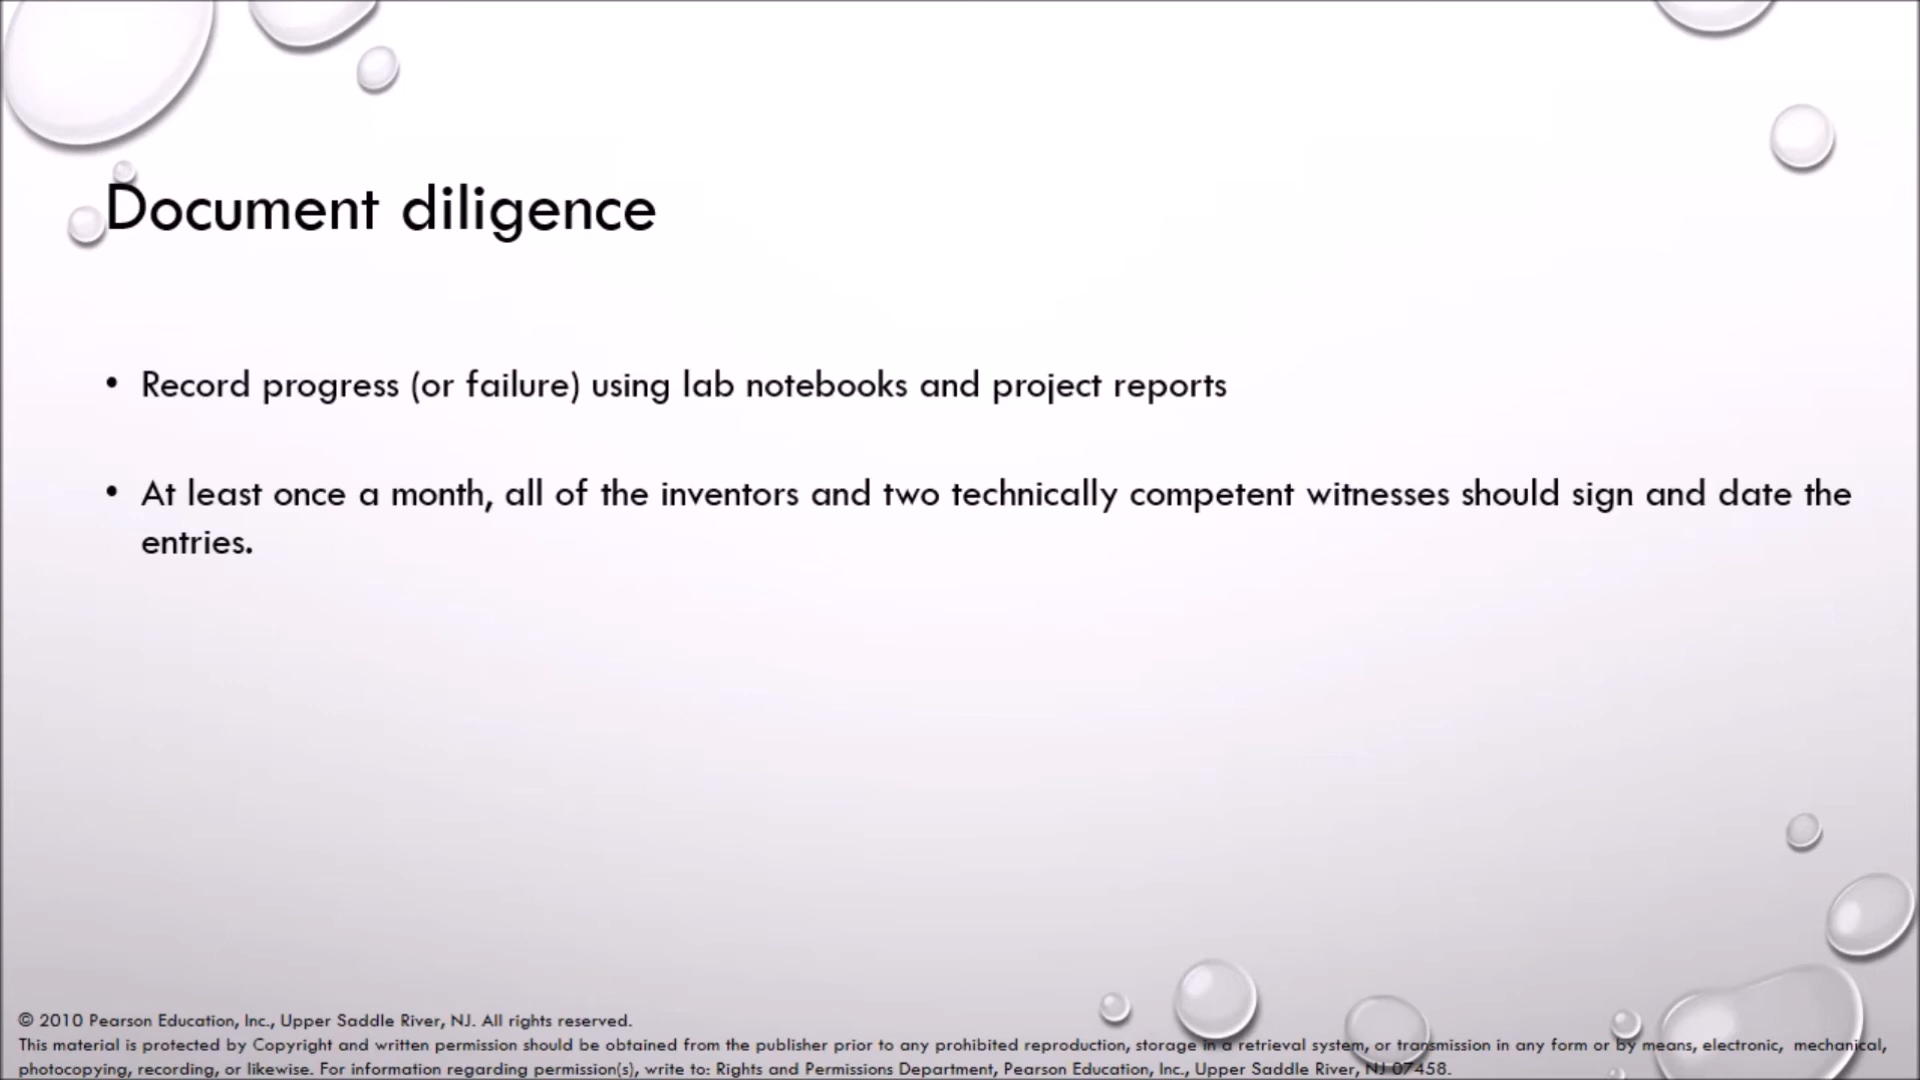 Document diligence
• Record progress (or failure) using lab notebooks and project reports
• At least once a month, all of the inventors and two technically competent witnesses should sign and date the
entries.
© 2010 Pearson Education, Inc., Upper Saddle River, NJ. All rights reserved.
This material is protected by Copyright and written permission should be obtained from the publisher prior to any prohibited reproduction, storage in a retrieval system, or transmission in any form or by means, electronic, mechanical,
photocopying, recording, or likewise. For information regarding permission(s), write to: Rights and Permissions Department, Pearson Education, Inc., Upper Saddle River, NJ 07458.